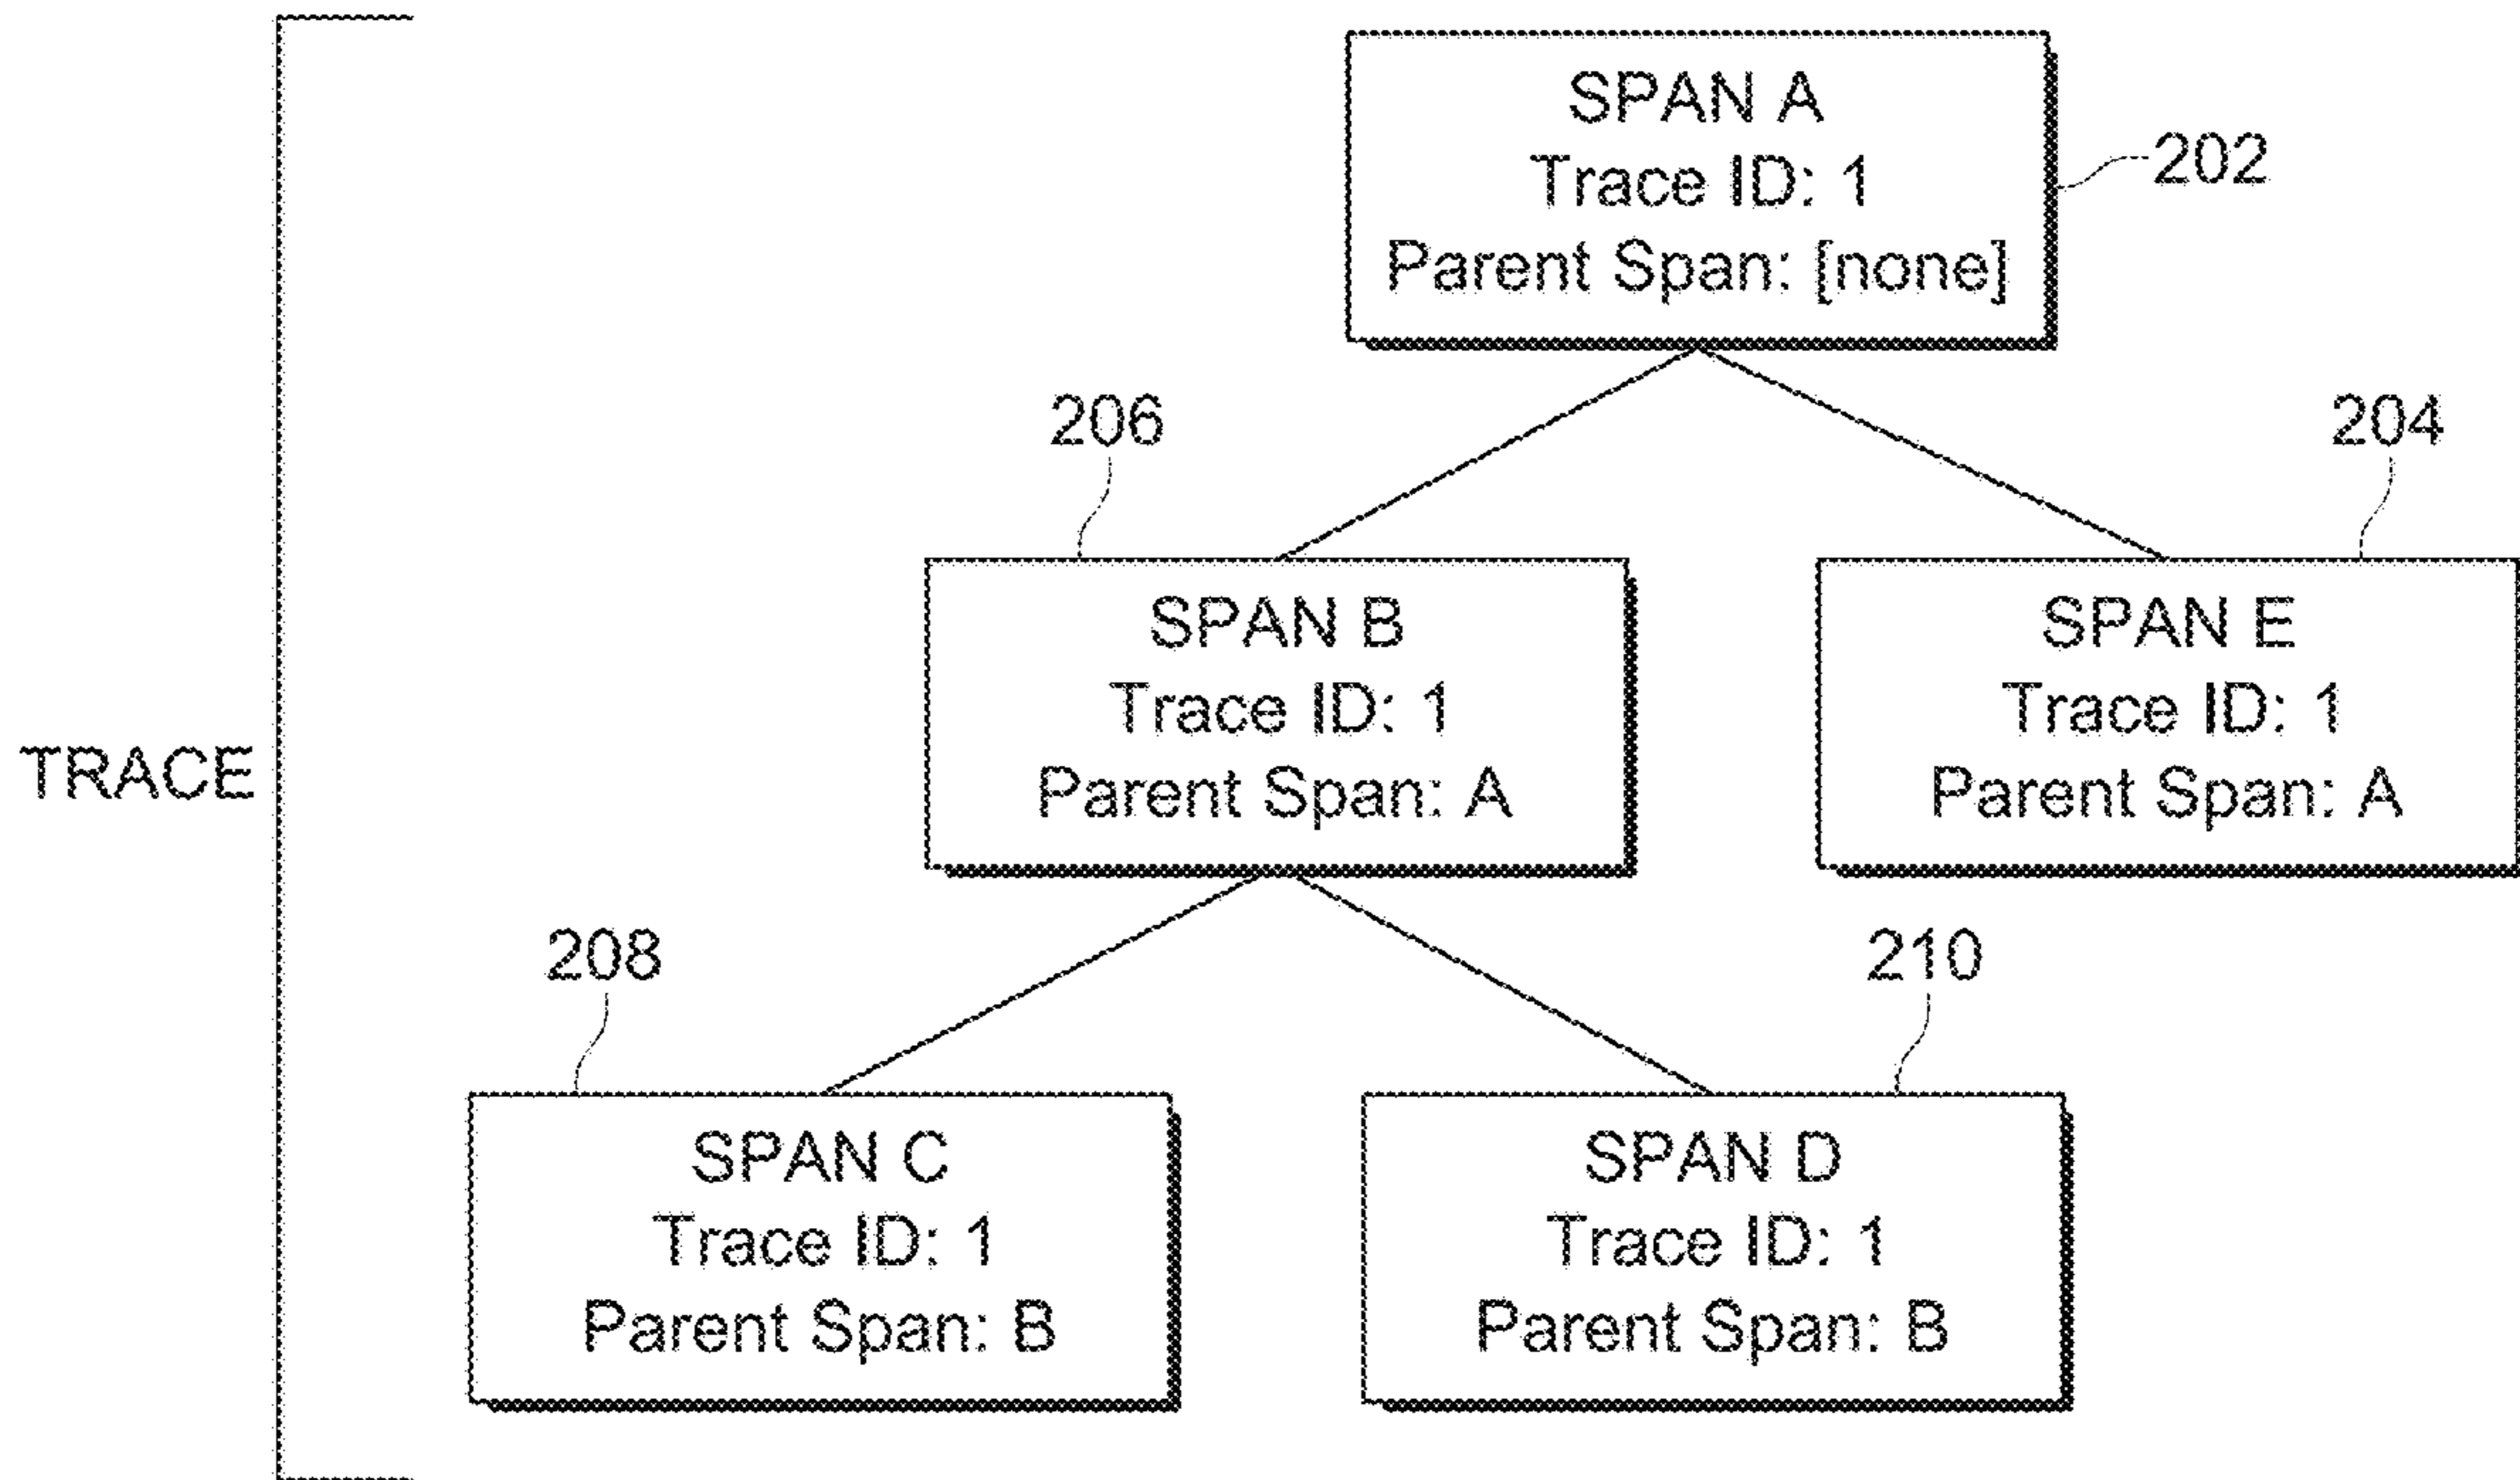 SPAN A
Trace ID: 1
Parent Span: [none]
202
206
204
SPAN B
Trace ID: 1
Parent Span: A
SPAN E
Trace ID: 1
Parent Span: A
TRACE
208
210
SPAN C
Trace ID: 1
Parent Span: B
SPAN D
Trace ID: 1
Parent Span: B